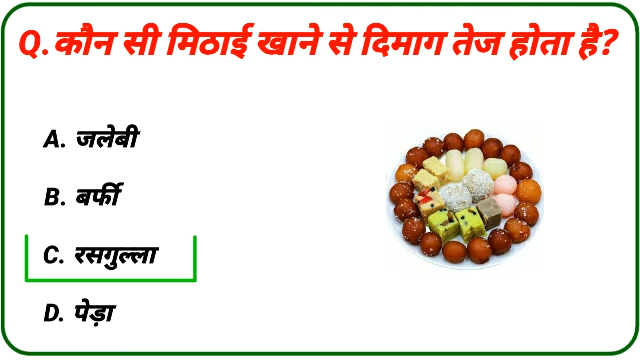 Q. कौन सी मिठाई खाने से दिमाग तेज होता है?
A. जलेबी
B. बर्फी
C. रसगुल्ला
D. पेड़ा